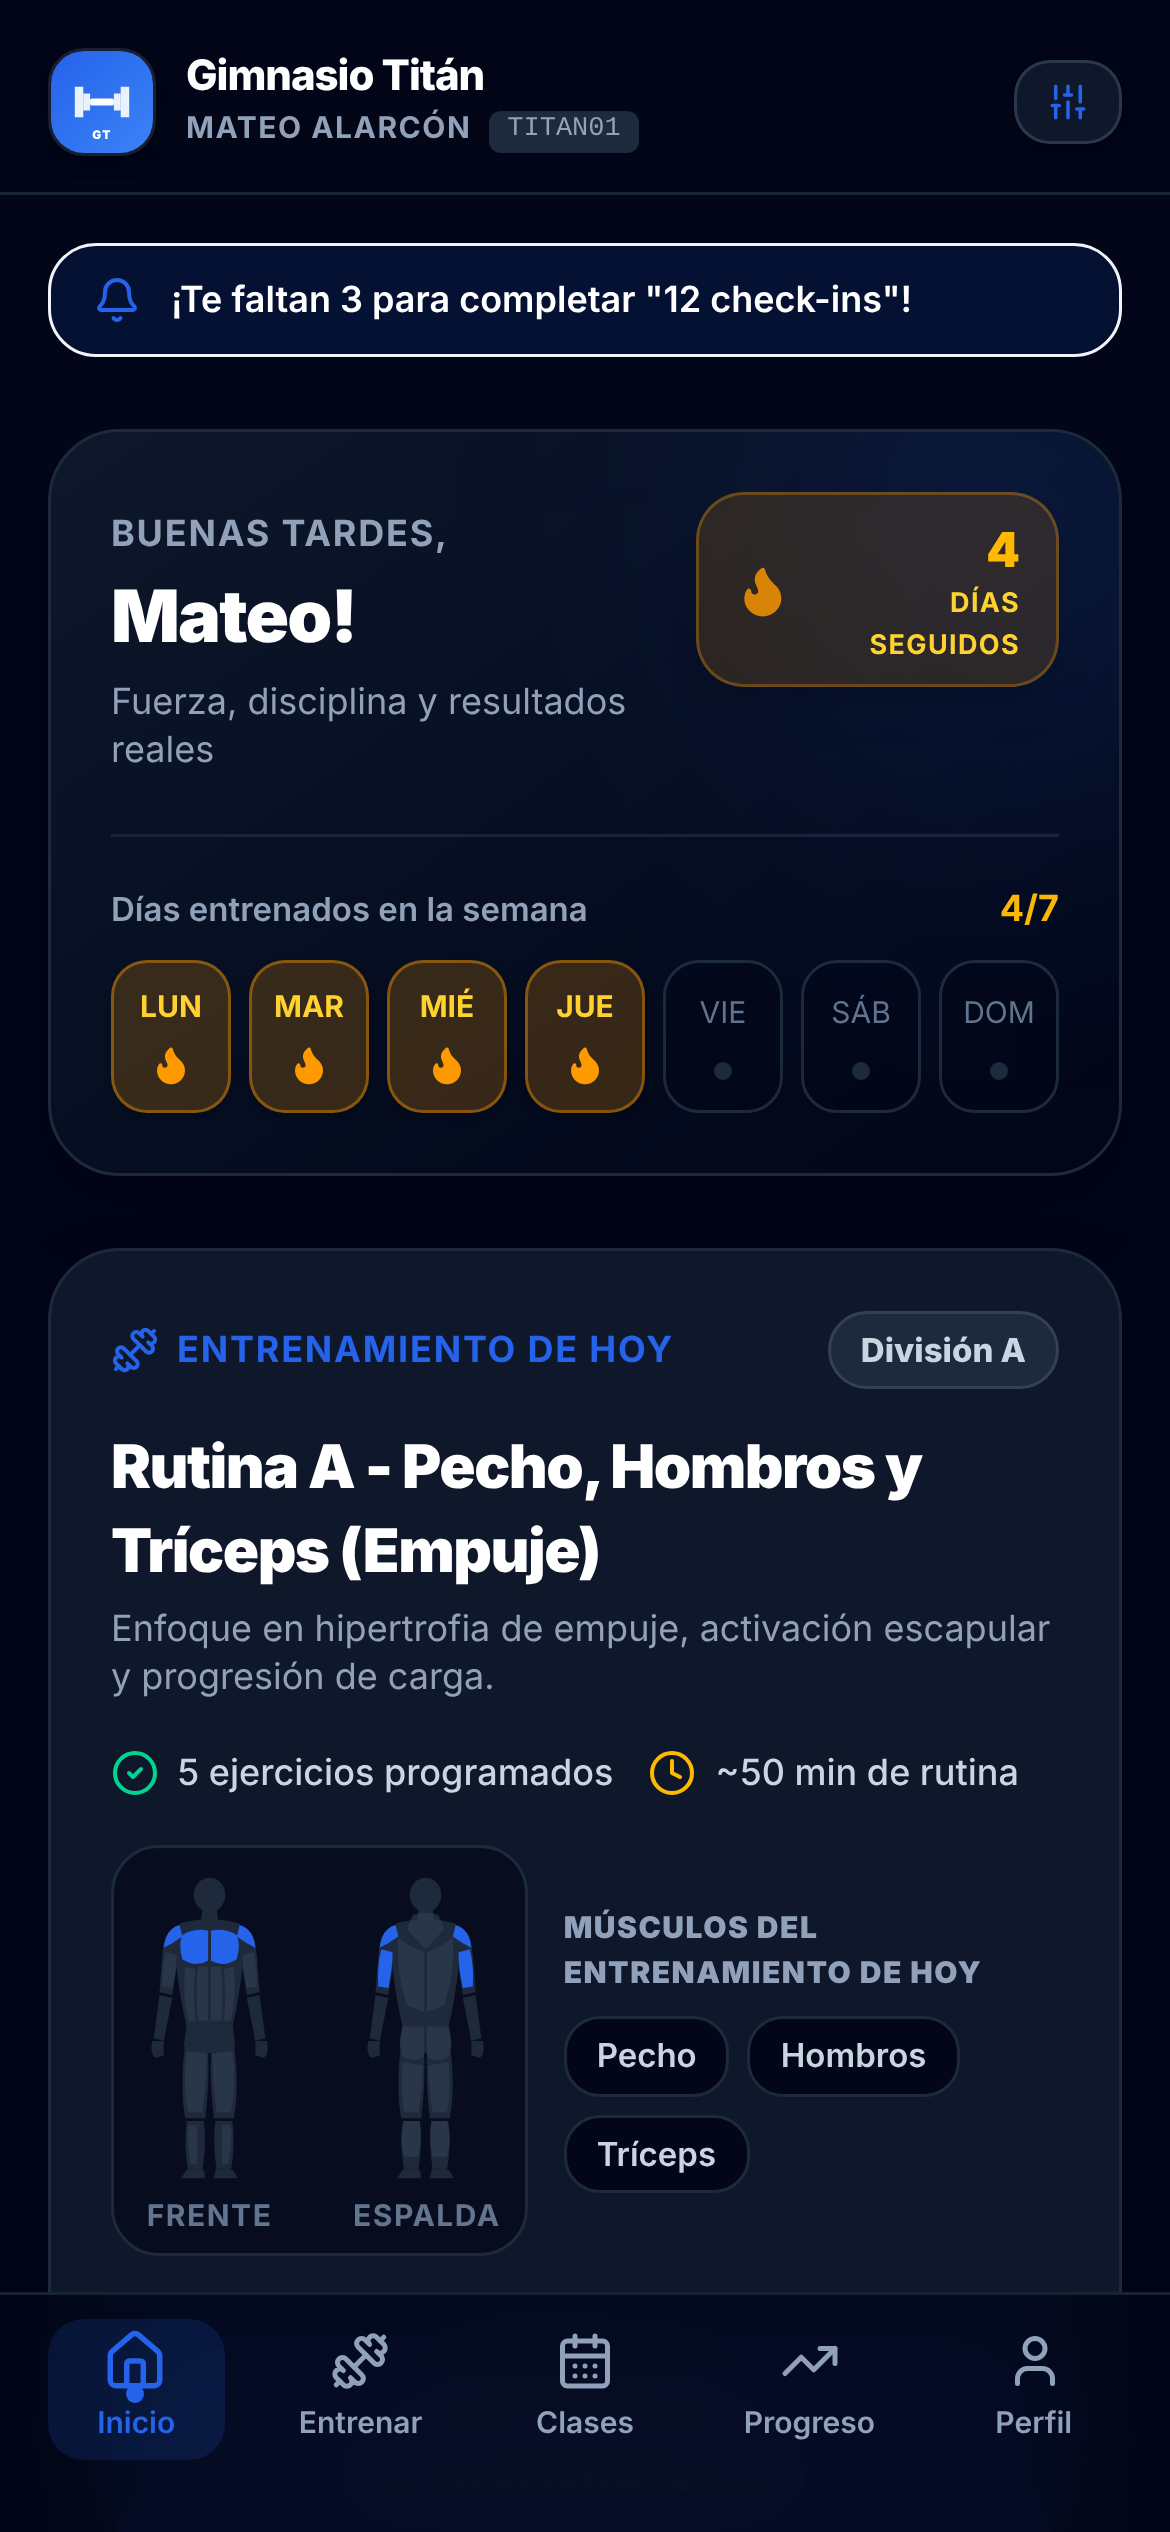 GT
Gimnasio Titán
MATEO ALARCÓN TITAN01
¡Te faltan 3 para completar "12 check-ins"!
BUENAS TARDES,
Mateo!
Fuerza, disciplina y resultados
reales
4
DÍAS
SEGUIDOS
Días entrenados en la semana 4/7
LUN MAR MIÉ JUE VIE SÁB DOM
ENTRENAMIENTO DE HOY División A
Rutina A - Pecho, Hombros y
Tríceps (Empuje)
Enfoque en hipertrofia de empuje, activación escapular
y progresión de carga.
5 ejercicios programados ~50 min de rutina
FRENTE ESPALDA
MÚSCULOS DEL
ENTRENAMIENTO DE HOY
Pecho Hombros
Tríceps
Inicio Entrenar Clases Progreso Perfil